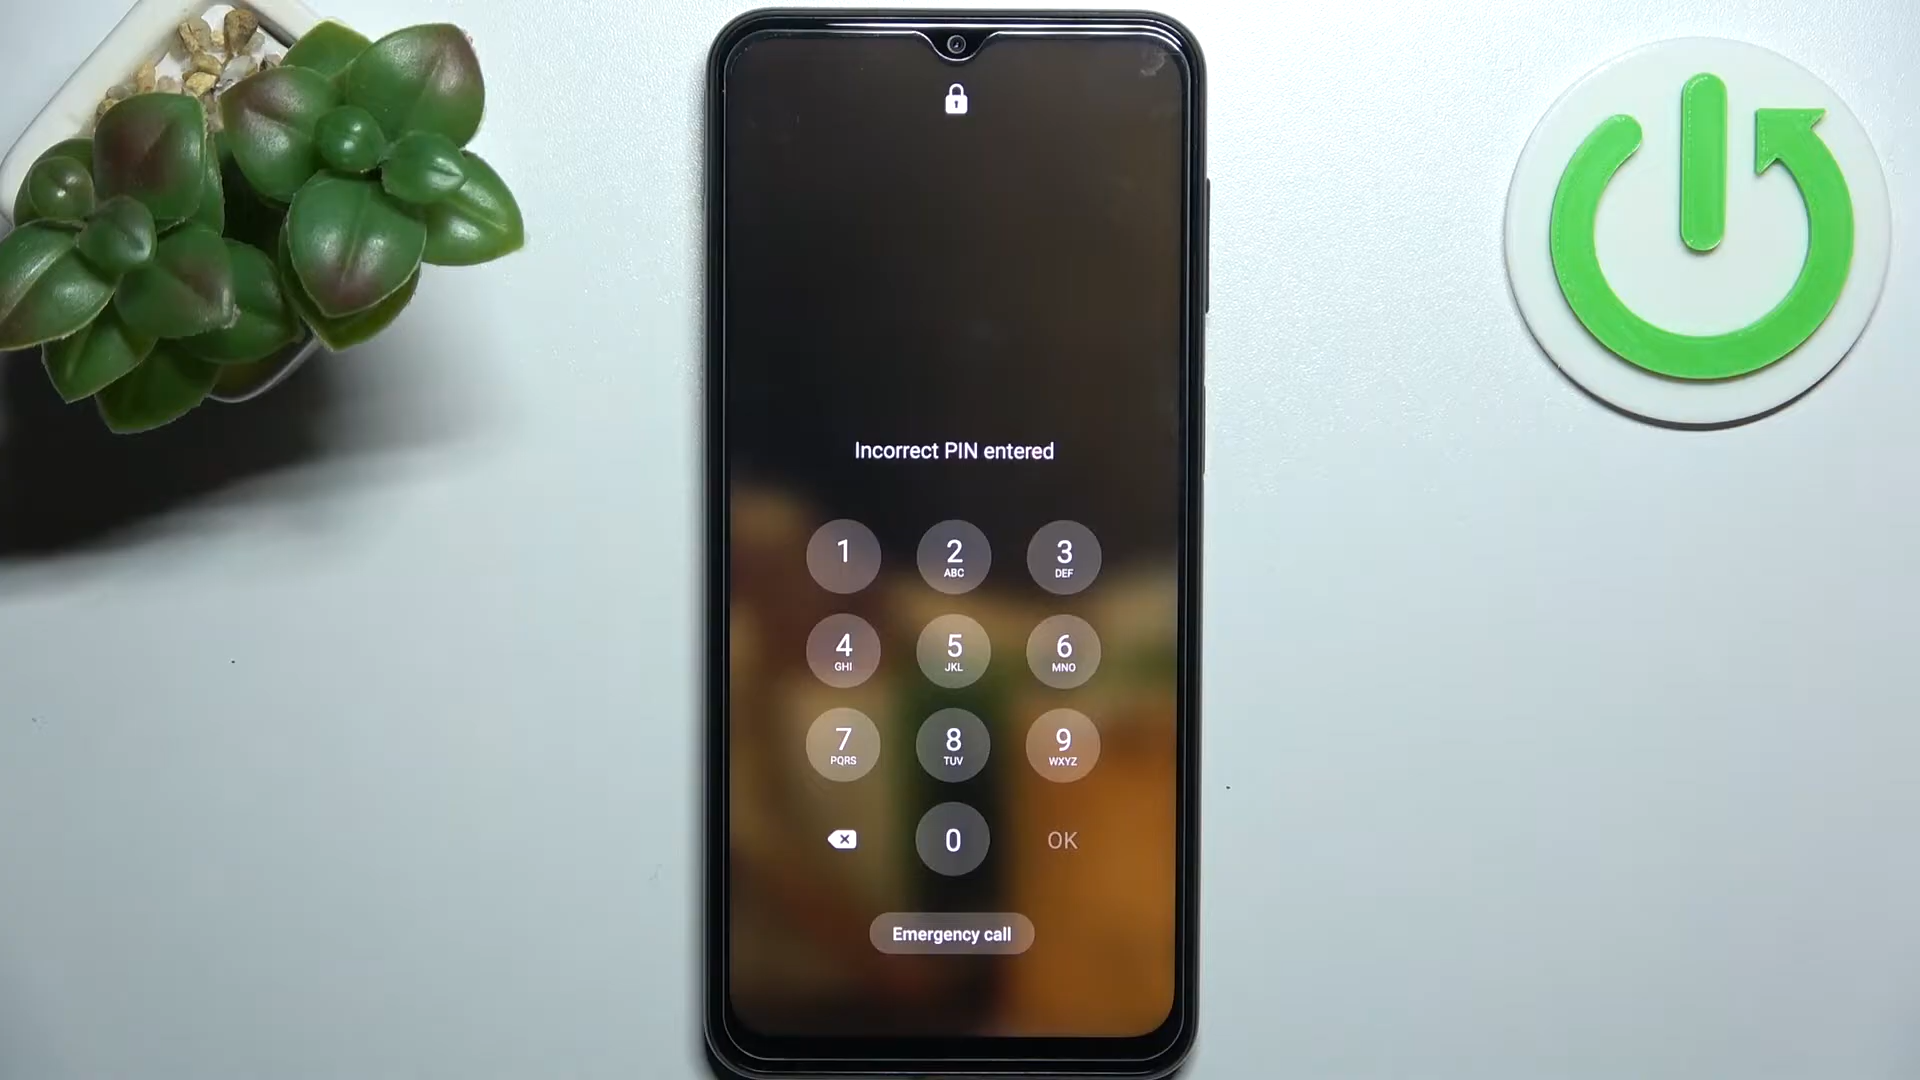 Incorrect PIN entered
1 2 3
ABC DEF
4 5 6
GHI JKL MNO
7 8 9
PQRS TUV WXYZ
0 OK
Emergency call